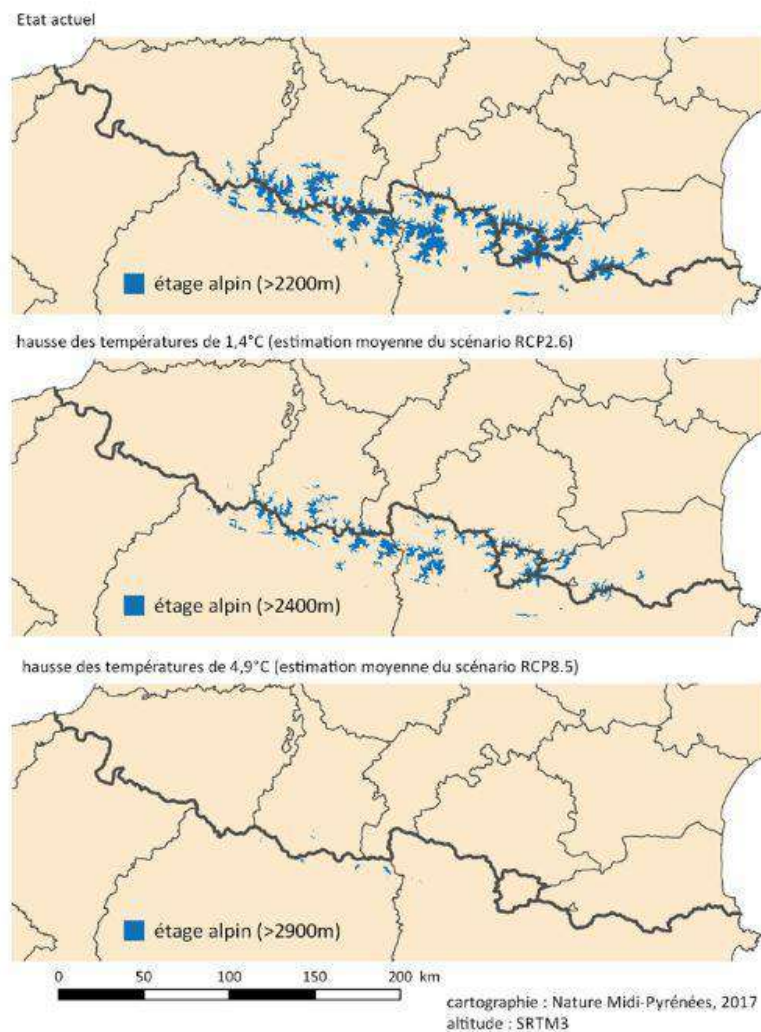 Etat actuel
étage alpin (>2200m)
hausse des températures de 1,4°C (estimation moyenne du scénario RCP2.6)
étage alpin (>2400m)
hausse des températures de 4,9°C (estimation moyenne du scénario RCP8.5)
étage alpin (>2900m)
0 50 100 150 200 km
cartographie : Nature Midi-Pyrénées, 2017
altitude : SRTM3